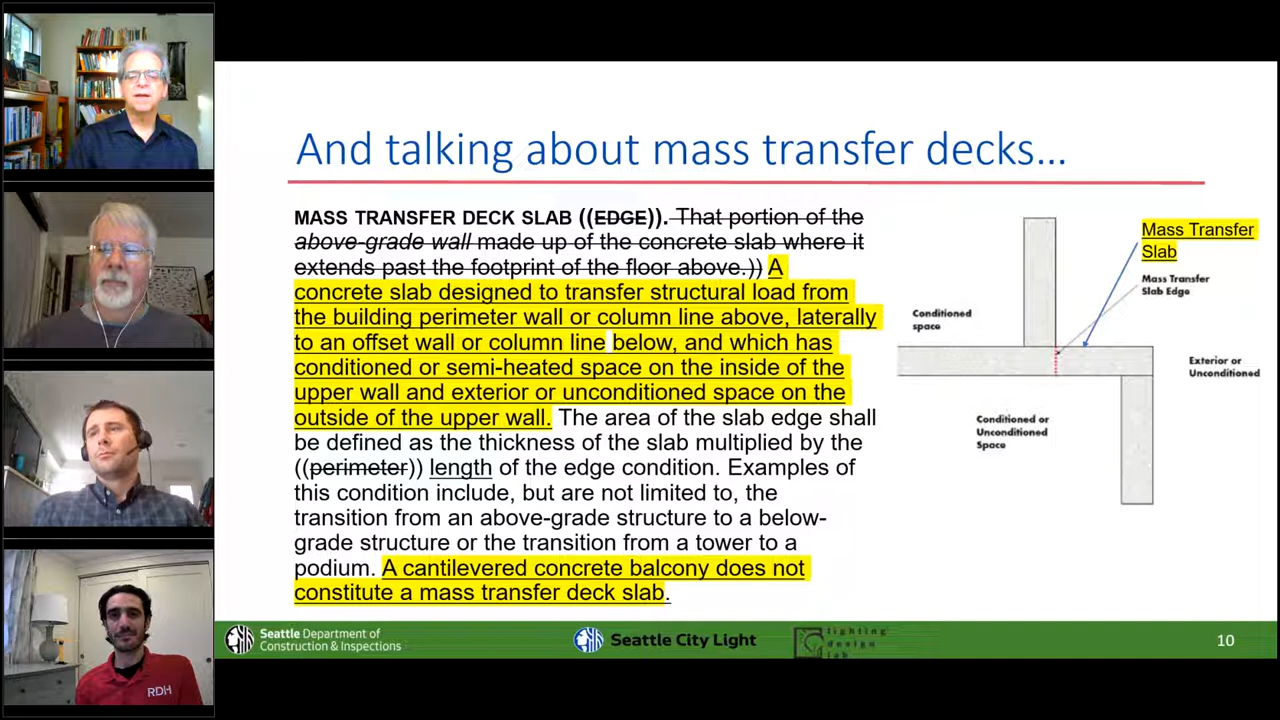 And talking about mass transfer decks...
MASS TRANSFER DECK SLAB ((EDGE)). That portion of the
above-grade wall made up of the concrete slab where it
extends past the footprint of the floor above.)) A
concrete slab designed to transfer structural load from
the building perimeter wall or column line above, laterally
to an offset wall or column line below, and which has
conditioned or semi-heated space on the inside of the
upper wall and exterior or unconditioned space on the
outside of the upper wall. The area of the slab edge shall
be defined as the thickness of the slab multiplied by the
((perimeter)) length of the edge condition. Examples of
this condition include, but are not limited to, the
transition from an above-grade structure to a below-
grade structure or the transition from a tower to a
podium. A cantilevered concrete balcony does not
constitute a mass transfer deck slab.
Mass Transfer
Slab
Mass Transfer
Slab Edge
Conditioned
space
Exterior or
Unconditioned
Conditioned or
Unconditioned
Space
Seattle Department of
Construction & Inspections
Seattle City Light
lighting
design
lab
10
RDH